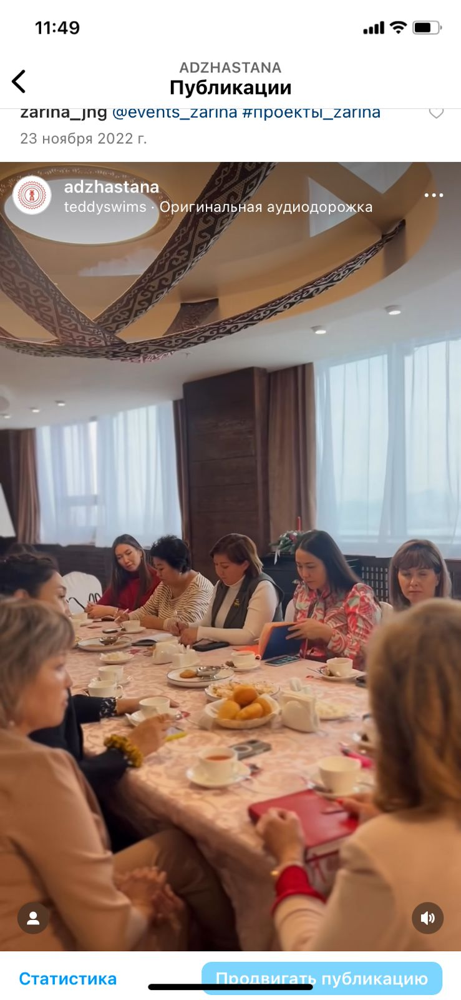 11:49
ADZHASTANA
Публикации
zarina_jng @events_zarina #проекты_zarina
23 ноября 2022 г.
adzhastana
teddyswims · Оригинальная аудиодорожка
Статистика
Продвигать публикацию